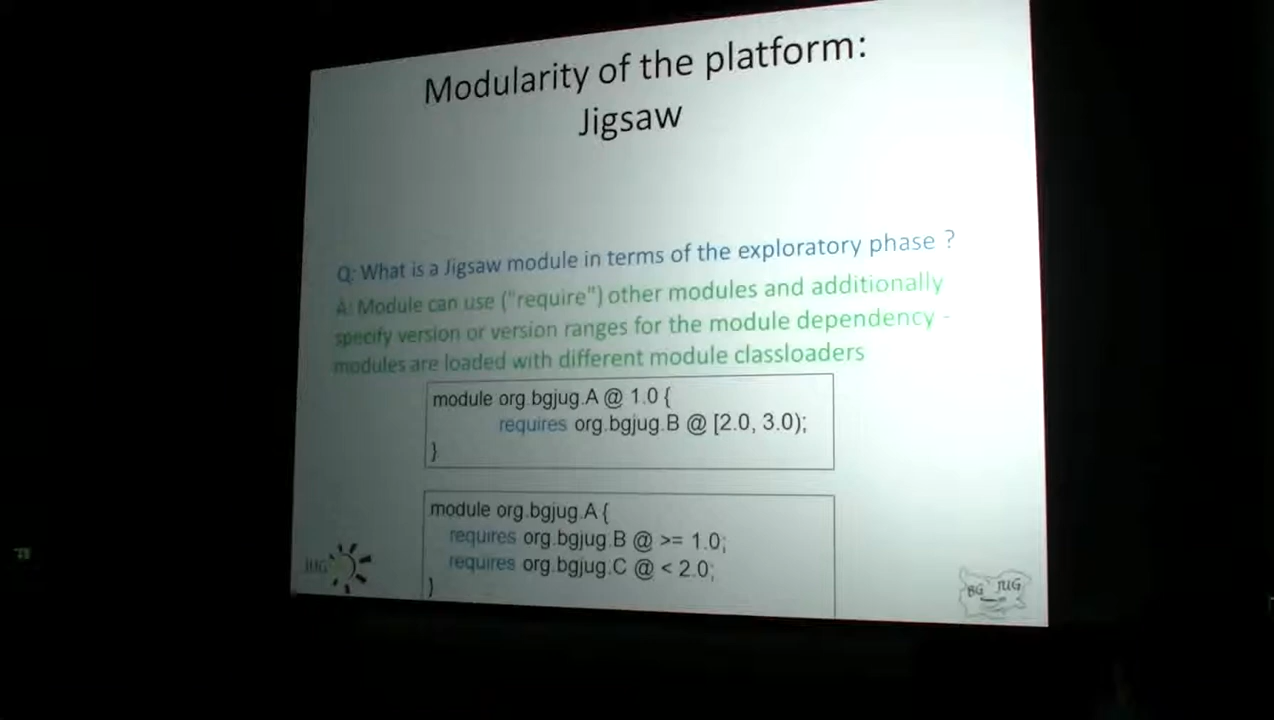 Modularity of the platform:
Jigsaw
Q: What is a Jigsaw module in terms of the exploratory phase ?
A: Module can use ("require") other modules and additionally
specify version or version ranges for the module dependency -
modules are loaded with different module classloaders
module org.bgjug.A @ 1.0 {
requires org.bgjug.B @ [2.0, 3.0);
}
module org.bgjug.A {
requires org.bgjug.B @ >= 1.0;
requires org.bgjug.C @ < 2.0;
}
JUG
BG JUG